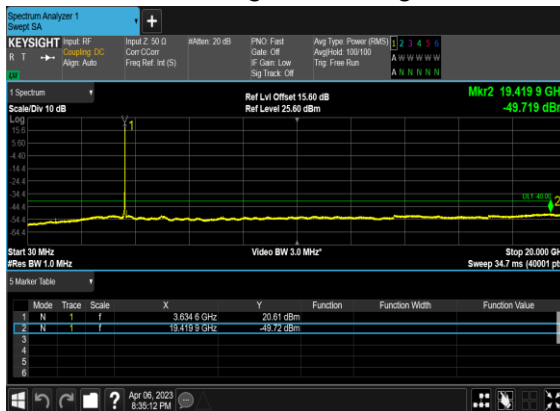 Spectrum Analyzer 1
Swept SA
KEYSIGHT Input: RF Input Z: 50 Ω #Atten: 20 dB PNO: Fast Avg Type: Power (RMS) 1 2 3 4 5 6
R T Coupling: DC Corr CCorr Gate: Off Avg|Hold: 100/100 A W W W W W
Align: Auto Freq Ref: Int (S) IF Gain: Low Trig: Free Run
Sig Track: Off A N N N N N
1 Spectrum Ref Lvl Offset 15.60 dB Mkr2 19.419 9 GH
Scale/Div 10 dB Ref Level 25.60 dBm -49.719 dBr
Log
15.6
5.60
-4.40
-14.4
-24.4
-34.4
-44.4
-54.4
-64.4
1
2
Start 30 MHz Video BW 3.0 MHz* Stop 20.000 GH
#Res BW 1.0 MHz Sweep 34.7 ms (40001 pt
5 Marker Table
Mode Trace Scale X Y Function Function Width Function Value
1 N 1 f 3.634 6 GHz 20.61 dBm
2 N 1 f 19.419 9 GHz -49.72 dBm
3
4
5
6
? Apr 06, 2023
8:35:12 PM